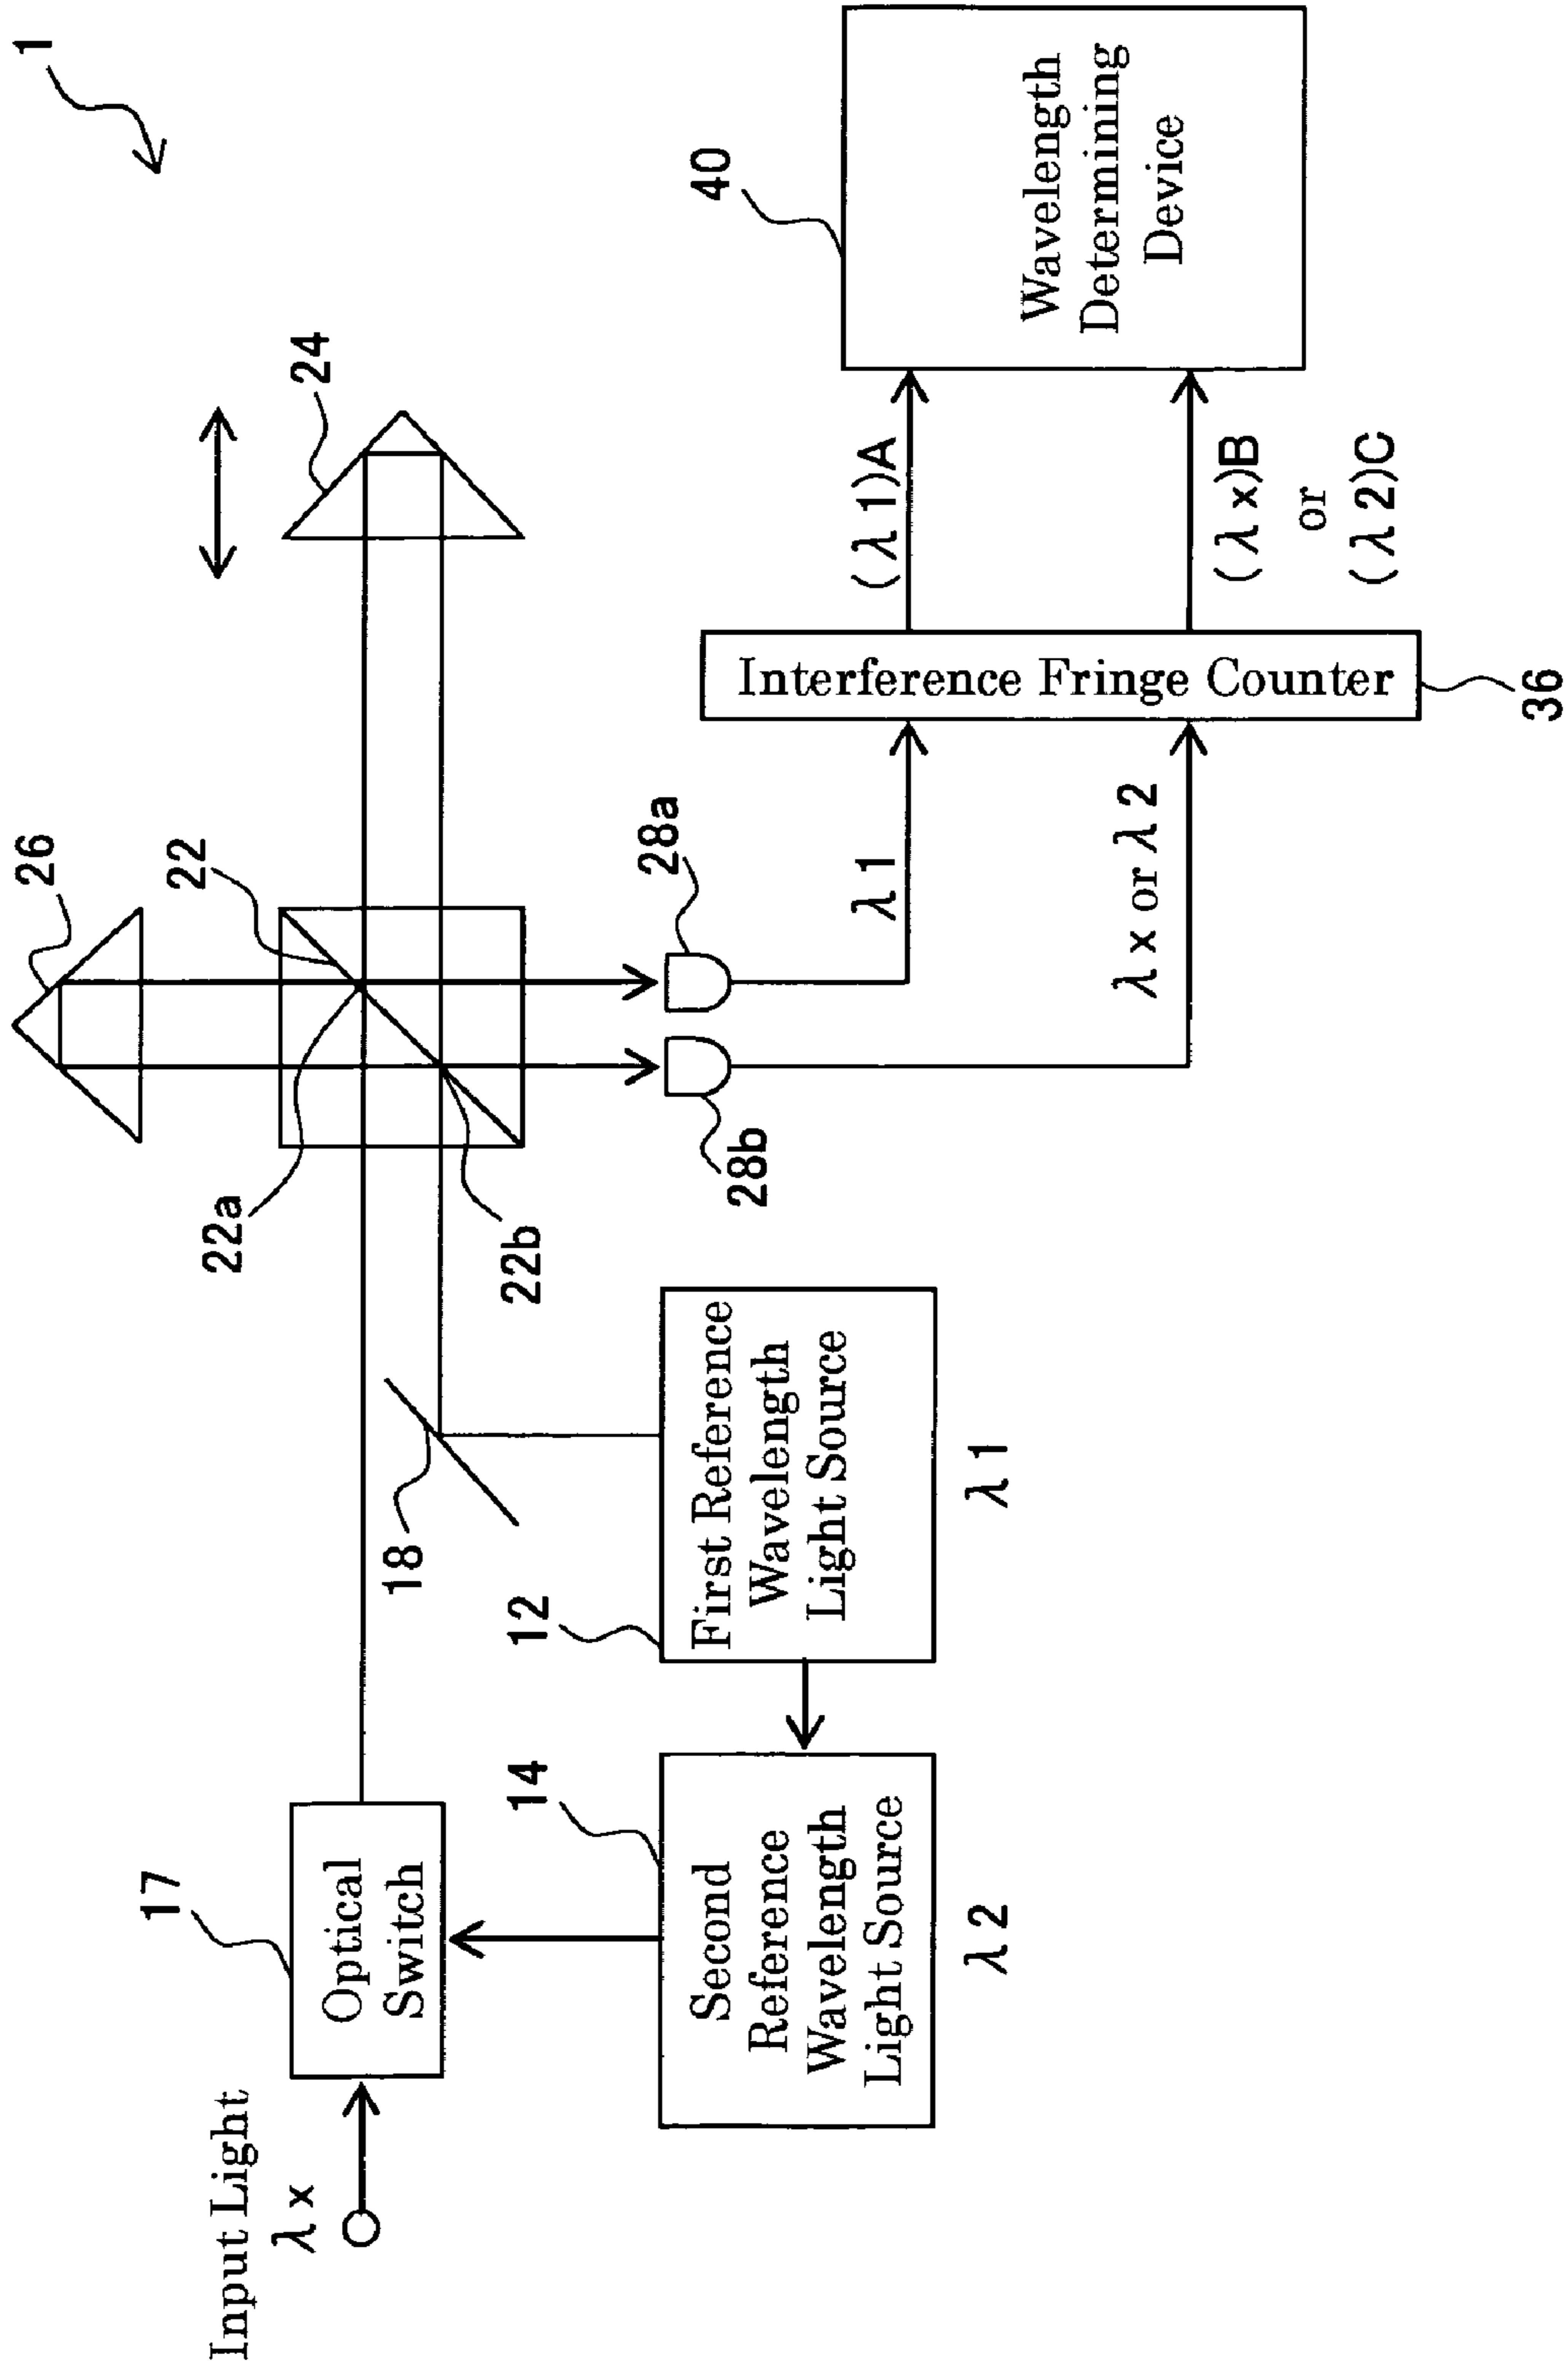 1
26
22
24
22a
22b
18
17
Input Light
λx
Optical
Switch
14
12
Second
Reference
Wavelength
Light Source
λ2
First Reference
Wavelength
Light Source
λ1
28a
28b
λ1
λx or λ2
Interference Fringe Counter
36
(λ1)A
(λx)B
or
(λ2)C
40
Wavelength
Determining
Device